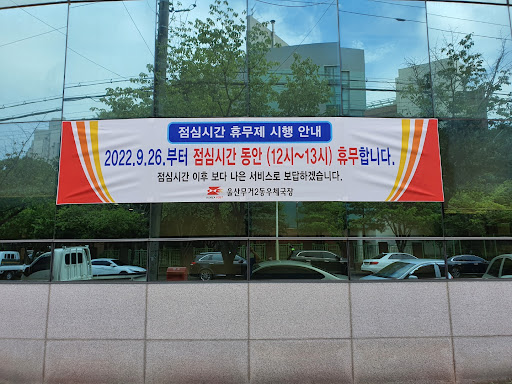 점심시간 휴무제 시행 안내
2022.9.26.부터 점심시간 동안 (12시~13시) 휴무합니다.
점심시간 이후 보다 나은 서비스로 보답하겠습니다.
울산무거2동우체국장